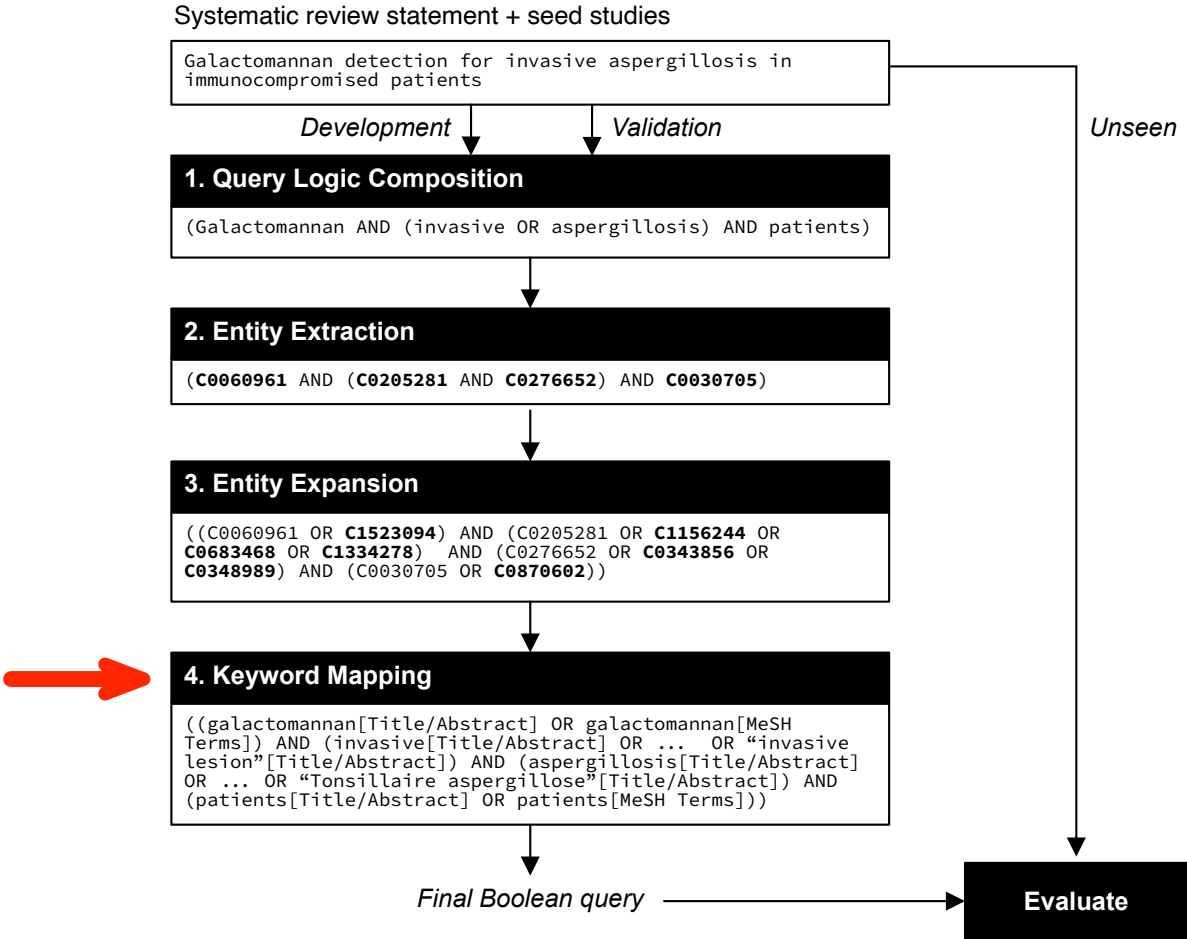 Systematic review statement + seed studies
Galactomannan detection for invasive aspergillosis in
immunocompromised patients
Development
Validation
Unseen
1. Query Logic Composition
(Galactomannan AND (invasive OR aspergillosis) AND patients)
2. Entity Extraction
(C0060961 AND (C0205281 AND C0276652) AND C0030705)
3. Entity Expansion
((C0060961 OR C1523094) AND (C0205281 OR C1156244 OR
C0683468 OR C1334278)  AND (C0276652 OR C0343856 OR
C0348989) AND (C0030705 OR C0870602))
4. Keyword Mapping
((galactomannan[Title/Abstract] OR galactomannan[MeSH
Terms]) AND (invasive[Title/Abstract] OR ...  OR “invasive
lesion”[Title/Abstract]) AND (aspergillosis[Title/Abstract]
OR ... OR “Tonsillaire aspergillose”[Title/Abstract]) AND
(patients[Title/Abstract] OR patients[MeSH Terms]))
Final Boolean query
Evaluate